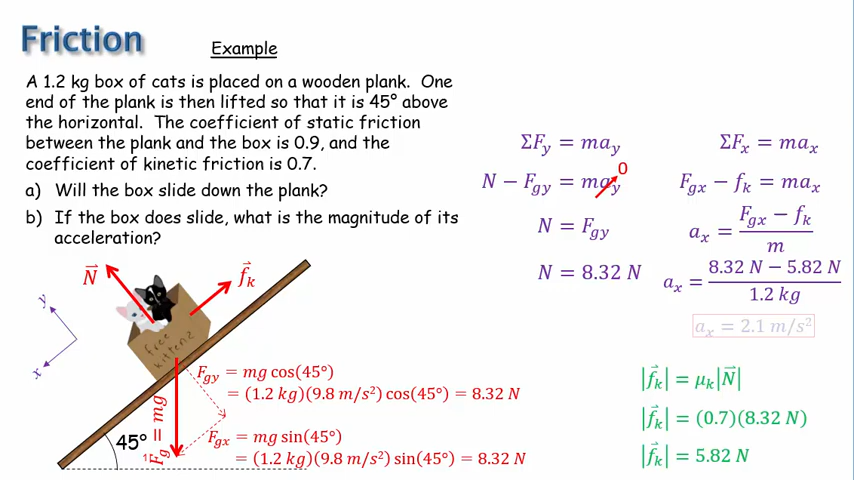 Friction
Example
A 1.2 kg box of cats is placed on a wooden plank. One
end of the plank is then lifted so that it is 45° above
the horizontal. The coefficient of static friction
between the plank and the box is 0.9, and the
coefficient of kinetic friction is 0.7.
a) Will the box slide down the plank?
b) If the box does slide, what is the magnitude of its
acceleration?
N⃗
f⃗ₖ
y
x
free
kittenz
45°
F_g = mg
F_gy = mg cos(45°)
= (1.2 kg)(9.8 m/s²) cos(45°) = 8.32 N
F_gx = mg sin(45°)
= (1.2 kg)(9.8 m/s²) sin(45°) = 8.32 N
ΣF_y = ma_y
N − F_gy = ma_y 0
N = F_gy
N = 8.32 N
ΣF_x = ma_x
F_gx − f_k = ma_x
a_x = (F_gx − f_k) / m
a_x = (8.32 N − 5.82 N) / 1.2 kg
a_x = 2.1 m/s²
|f⃗ₖ| = μₖ|N⃗|
|f⃗ₖ| = (0.7)(8.32 N)
|f⃗ₖ| = 5.82 N